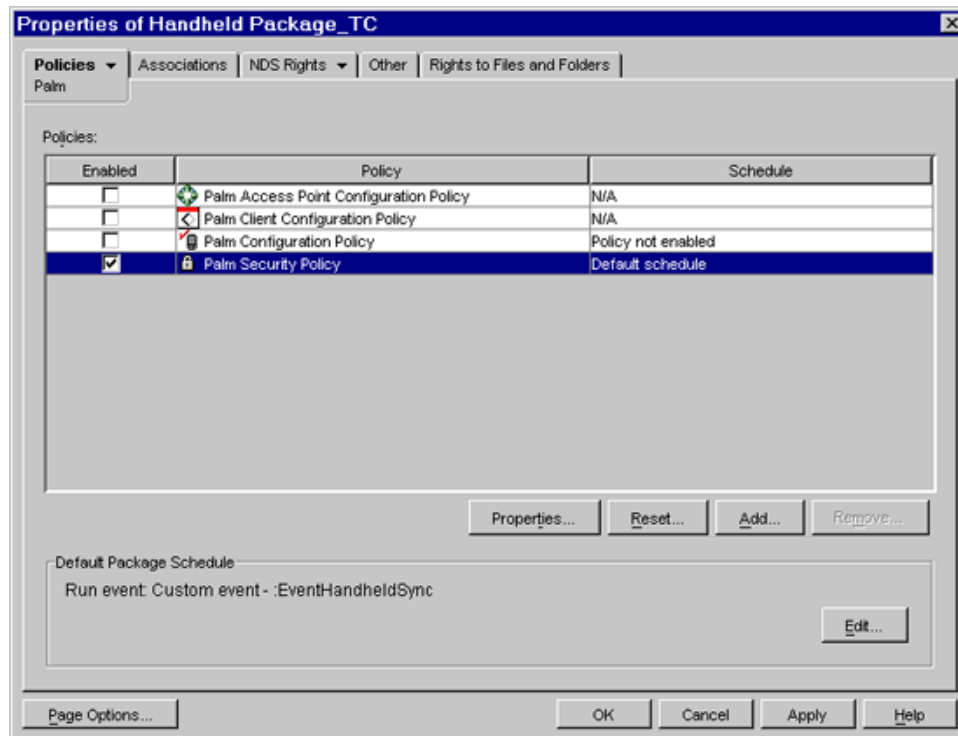 Properties of Handheld Package_TC
Policies Associations NDS Rights Other Rights to Files and Folders
Palm
Policies:
Enabled Policy Schedule
Palm Access Point Configuration Policy N/A
Palm Client Configuration Policy N/A
Palm Configuration Policy Policy not enabled
Palm Security Policy Default schedule
Properties... Reset... Add... Remove...
Default Package Schedule
Run event: Custom event - :EventHandheldSync
Edit...
Page Options... OK Cancel Apply Help